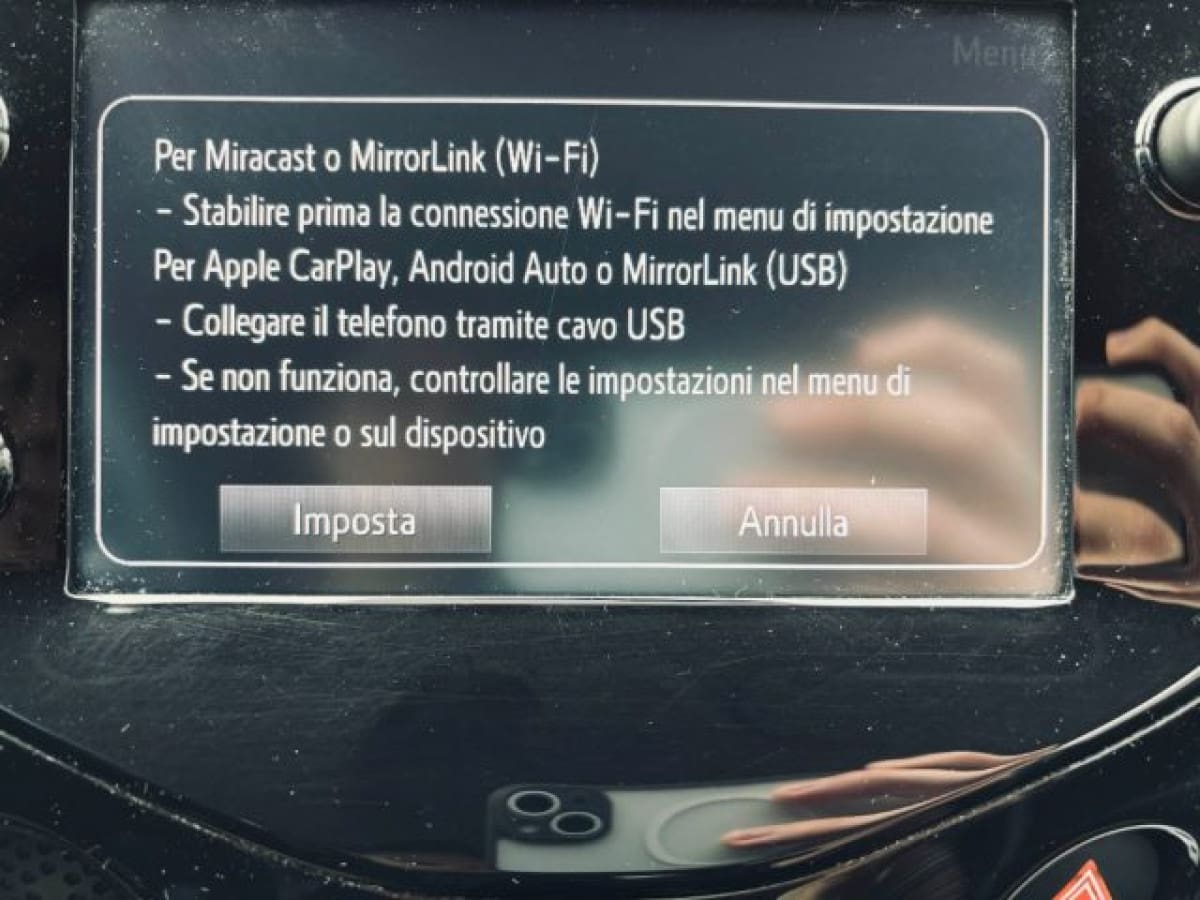 Menu
Per Miracast o MirrorLink (Wi-Fi)
- Stabilire prima la connessione Wi-Fi nel menu di impostazione
Per Apple CarPlay, Android Auto o MirrorLink (USB)
- Collegare il telefono tramite cavo USB
- Se non funziona, controllare le impostazioni nel menu di
impostazione o sul dispositivo
Imposta
Annulla